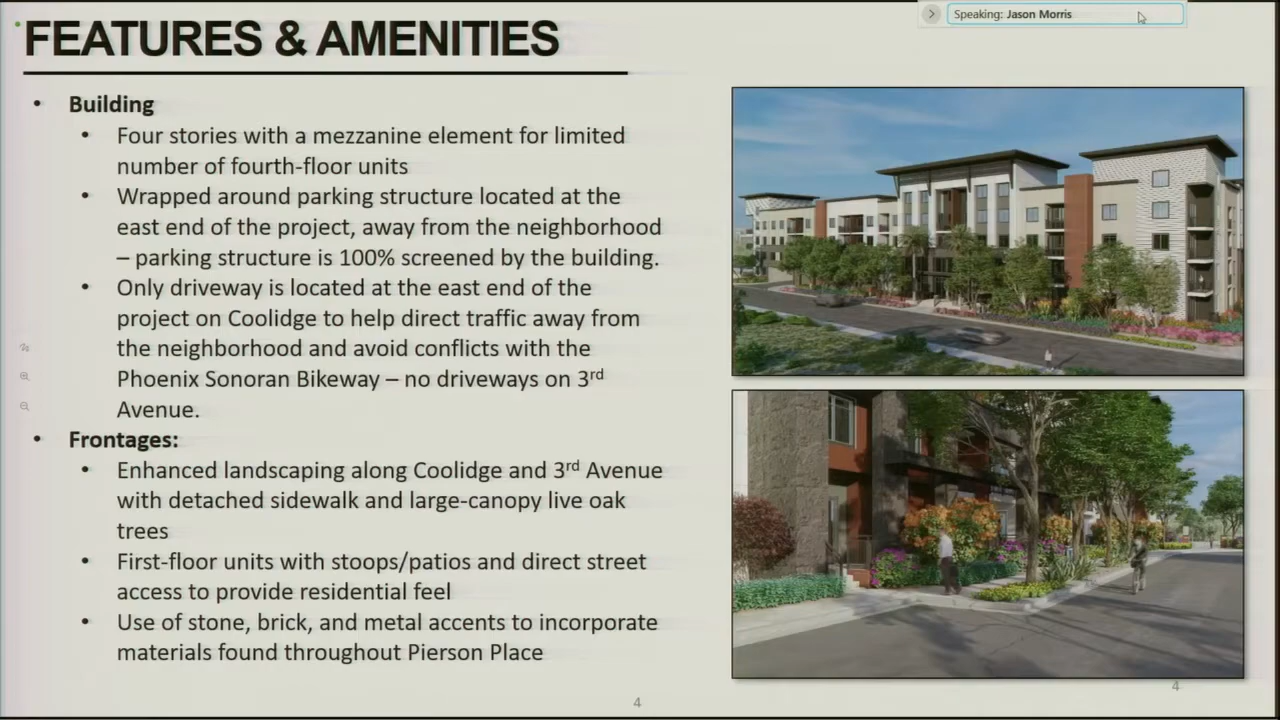 Speaking: Jason Morris
FEATURES & AMENITIES
• Building
• Four stories with a mezzanine element for limited
number of fourth-floor units
• Wrapped around parking structure located at the
east end of the project, away from the neighborhood
– parking structure is 100% screened by the building.
• Only driveway is located at the east end of the
project on Coolidge to help direct traffic away from
the neighborhood and avoid conflicts with the
Phoenix Sonoran Bikeway – no driveways on 3rd
Avenue.
• Frontages:
• Enhanced landscaping along Coolidge and 3rd Avenue
with detached sidewalk and large-canopy live oak
trees
• First-floor units with stoops/patios and direct street
access to provide residential feel
• Use of stone, brick, and metal accents to incorporate
materials found throughout Pierson Place
4
4